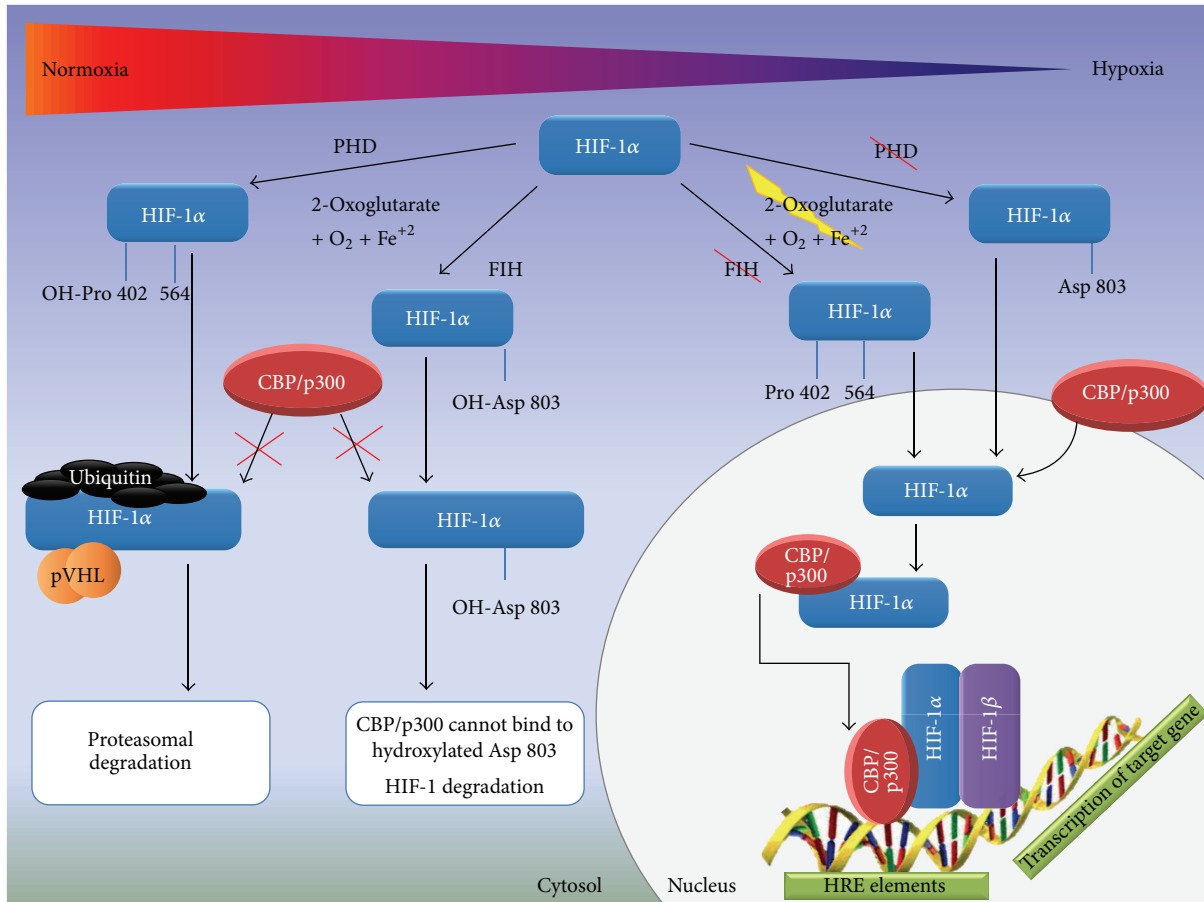 Normoxia
Hypoxia
HIF-1α
PHD
PHD
HIF-1α
2-Oxoglutarate
+ O₂ + Fe⁺²
2-Oxoglutarate
+ O₂ + Fe⁺²
HIF-1α
FIH
FIH
OH-Pro 402 564
Asp 803
HIF-1α
HIF-1α
CBP/p300
OH-Asp 803
Pro 402 564
CBP/p300
Ubiquitin
HIF-1α
HIF-1α
HIF-1α
pVHL
OH-Asp 803
CBP/
p300
HIF-1α
Proteasomal
degradation
CBP/p300 cannot bind to
hydroxylated Asp 803
HIF-1 degradation
CBP/
p300
HIF-1α
HIF-1β
Transcription of target gene
Cytosol
Nucleus
HRE elements